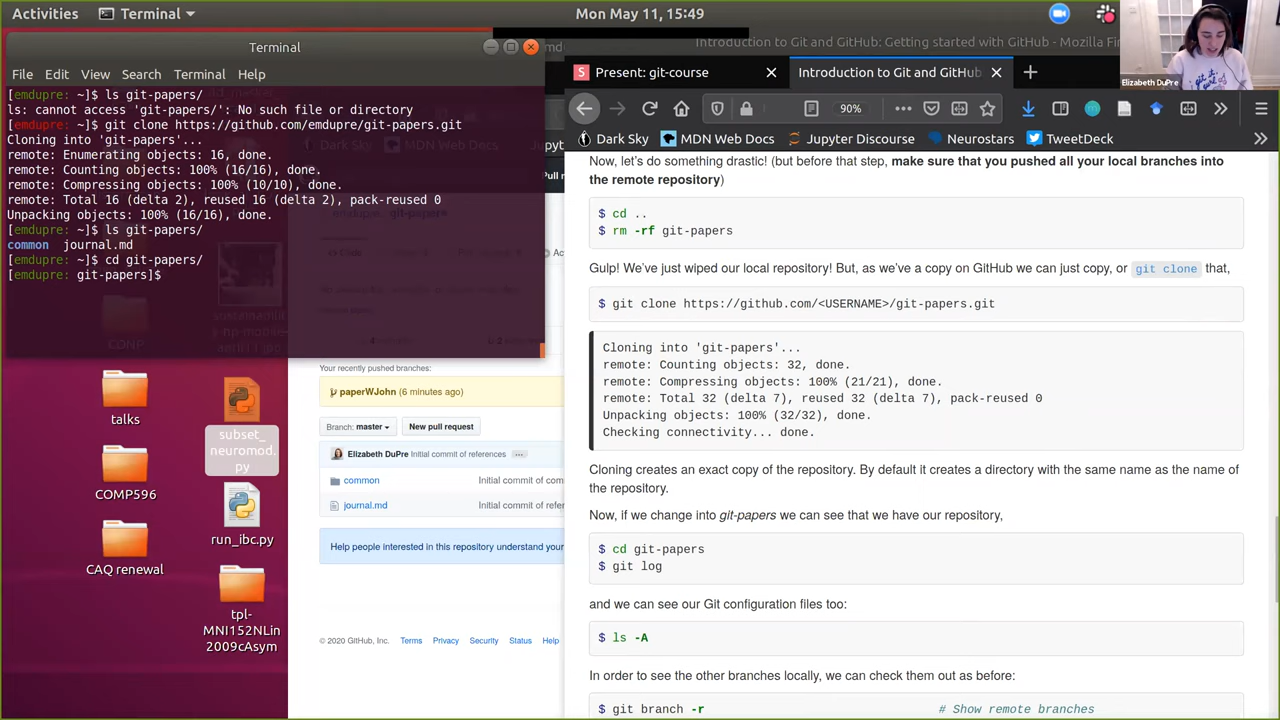 Activities
Terminal
Mon May 11, 15:49
Terminal
Introduction to Git and GitHub: Getting started with GitHub - Mozilla Fi
Elizabeth DuPre
File Edit View Search Terminal Help
[emdupre: ~]$ ls git-papers/
ls: cannot access 'git-papers/': No such file or directory
[emdupre: ~]$ git clone https://github.com/emdupre/git-papers.git
Cloning into 'git-papers'...
remote: Enumerating objects: 16, done.
remote: Counting objects: 100% (16/16), done.
remote: Compressing objects: 100% (10/10), done.
remote: Total 16 (delta 2), reused 16 (delta 2), pack-reused 0
Unpacking objects: 100% (16/16), done.
[emdupre: ~]$ ls git-papers/
common  journal.md
[emdupre: ~]$ cd git-papers/
[emdupre: git-papers]$
CONP
talks
COMP596
CAQ renewal
subset_
neuromod.
py
run_ibc.py
tpl-
MNI152NLin
2009cAsym
Your recently pushed branches:
paperWJohn (6 minutes ago)
Branch: master
New pull request
Elizabeth DuPre Initial commit of references ...
common Initial commit of com
journal.md Initial commit of refer
Help people interested in this repository understand your
© 2020 GitHub, Inc. Terms Privacy Security Status Help
Present: git-course
Introduction to Git and GitHub
90%
Dark Sky MDN Web Docs Jupyter Discourse Neurostars TweetDeck
Now, let's do something drastic! (but before that step, make sure that you pushed all your local branches into
the remote repository)
$ cd ..
$ rm -rf git-papers
Gulp! We've just wiped our local repository! But, as we've a copy on GitHub we can just copy, or git clone that,
$ git clone https://github.com/<USERNAME>/git-papers.git
Cloning into 'git-papers'...
remote: Counting objects: 32, done.
remote: Compressing objects: 100% (21/21), done.
remote: Total 32 (delta 7), reused 32 (delta 7), pack-reused 0
Unpacking objects: 100% (32/32), done.
Checking connectivity... done.
Cloning creates an exact copy of the repository. By default it creates a directory with the same name as the name of
the repository.
Now, if we change into git-papers we can see that we have our repository,
$ cd git-papers
$ git log
and we can see our Git configuration files too:
$ ls -A
In order to see the other branches locally, we can check them out as before:
$ git branch -r # Show remote branches